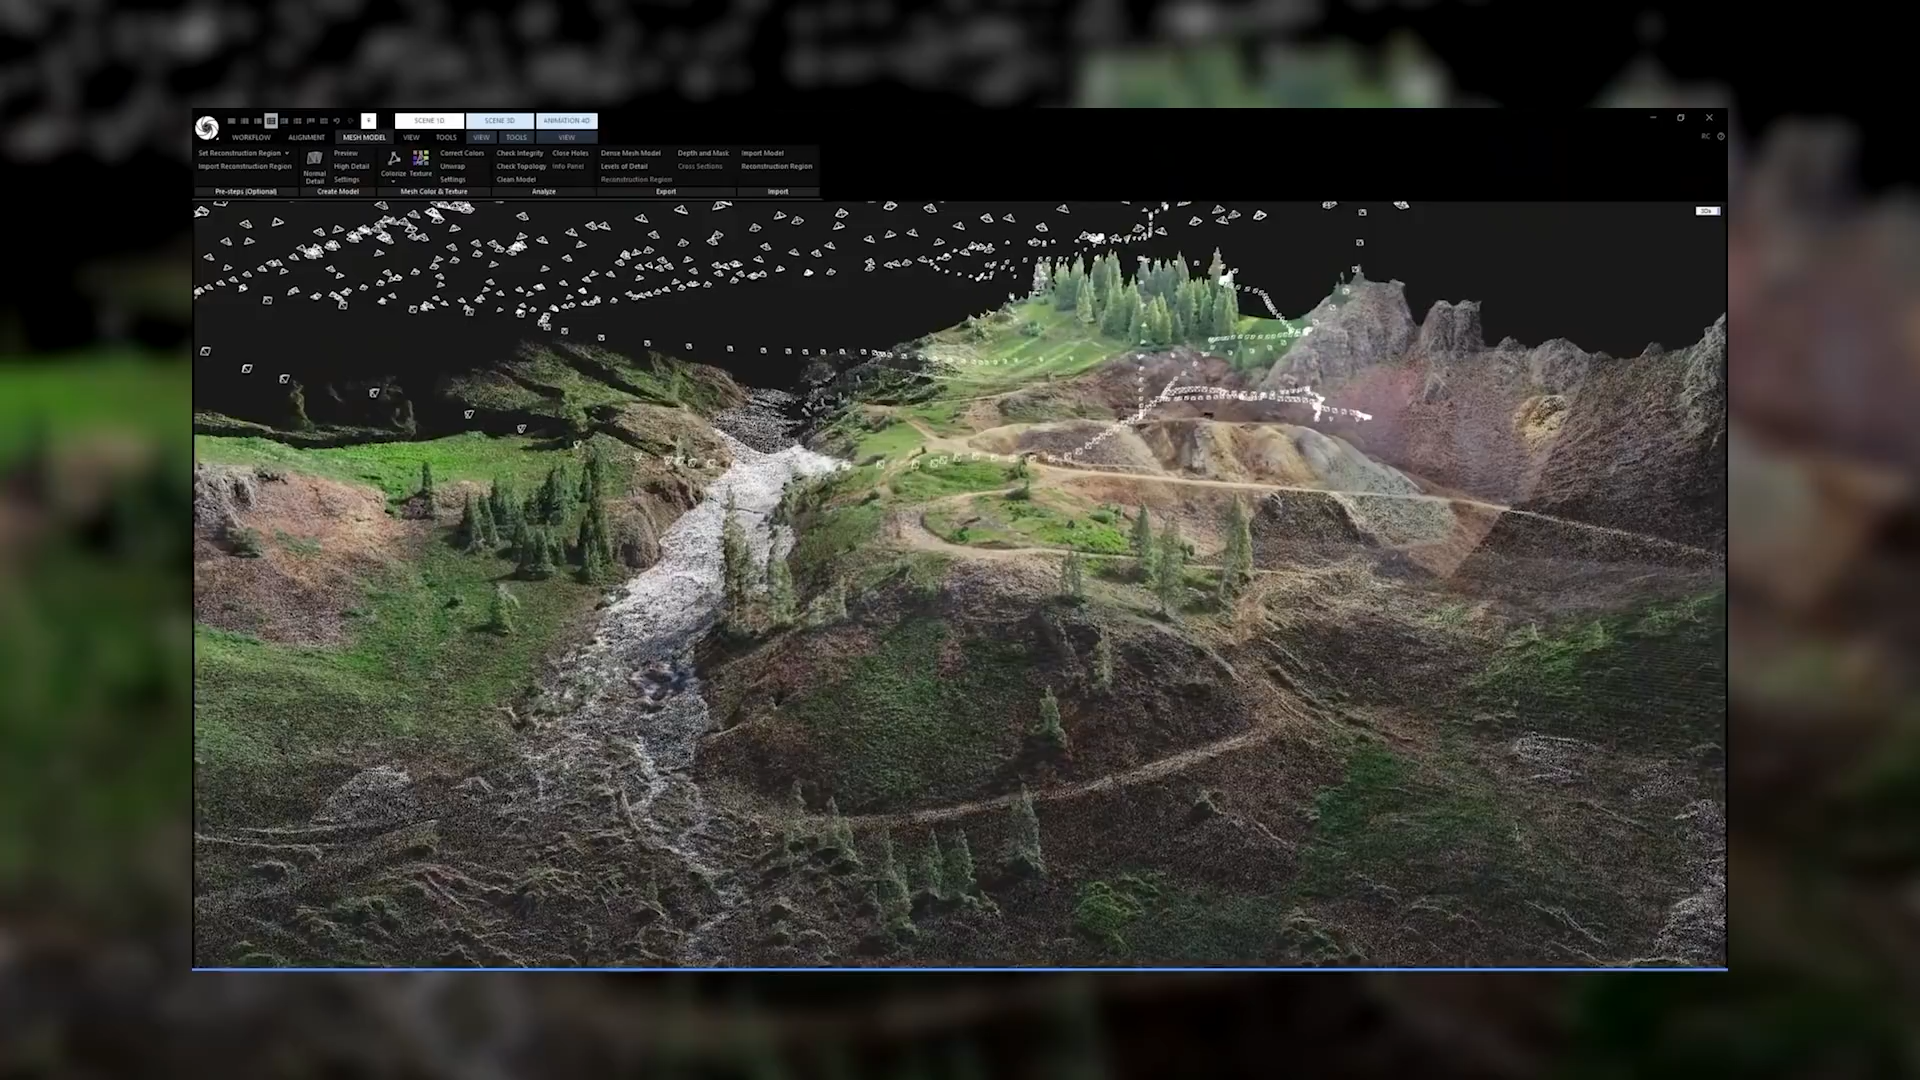 SCENE 1D SCENE 3D ANIMATION 4D
WORKFLOW ALIGNMENT MESH MODEL VIEW TOOLS VIEW TOOLS VIEW
RC
Set Reconstruction Region
Import Reconstruction Region
Pre-steps (Optional)
Normal
Detail
Preview
High Detail
Settings
Create Model
Colorize
Texture
Correct Colors
Unwrap
Settings
Mesh Color & Texture
Check Integrity
Close Holes
Check Topology
Info Panel
Clean Model
Analyze
Dense Mesh Model
Depth and Mask
Levels of Detail
Cross Sections
Reconstruction Region
Export
Import Model
Reconstruction Region
Import